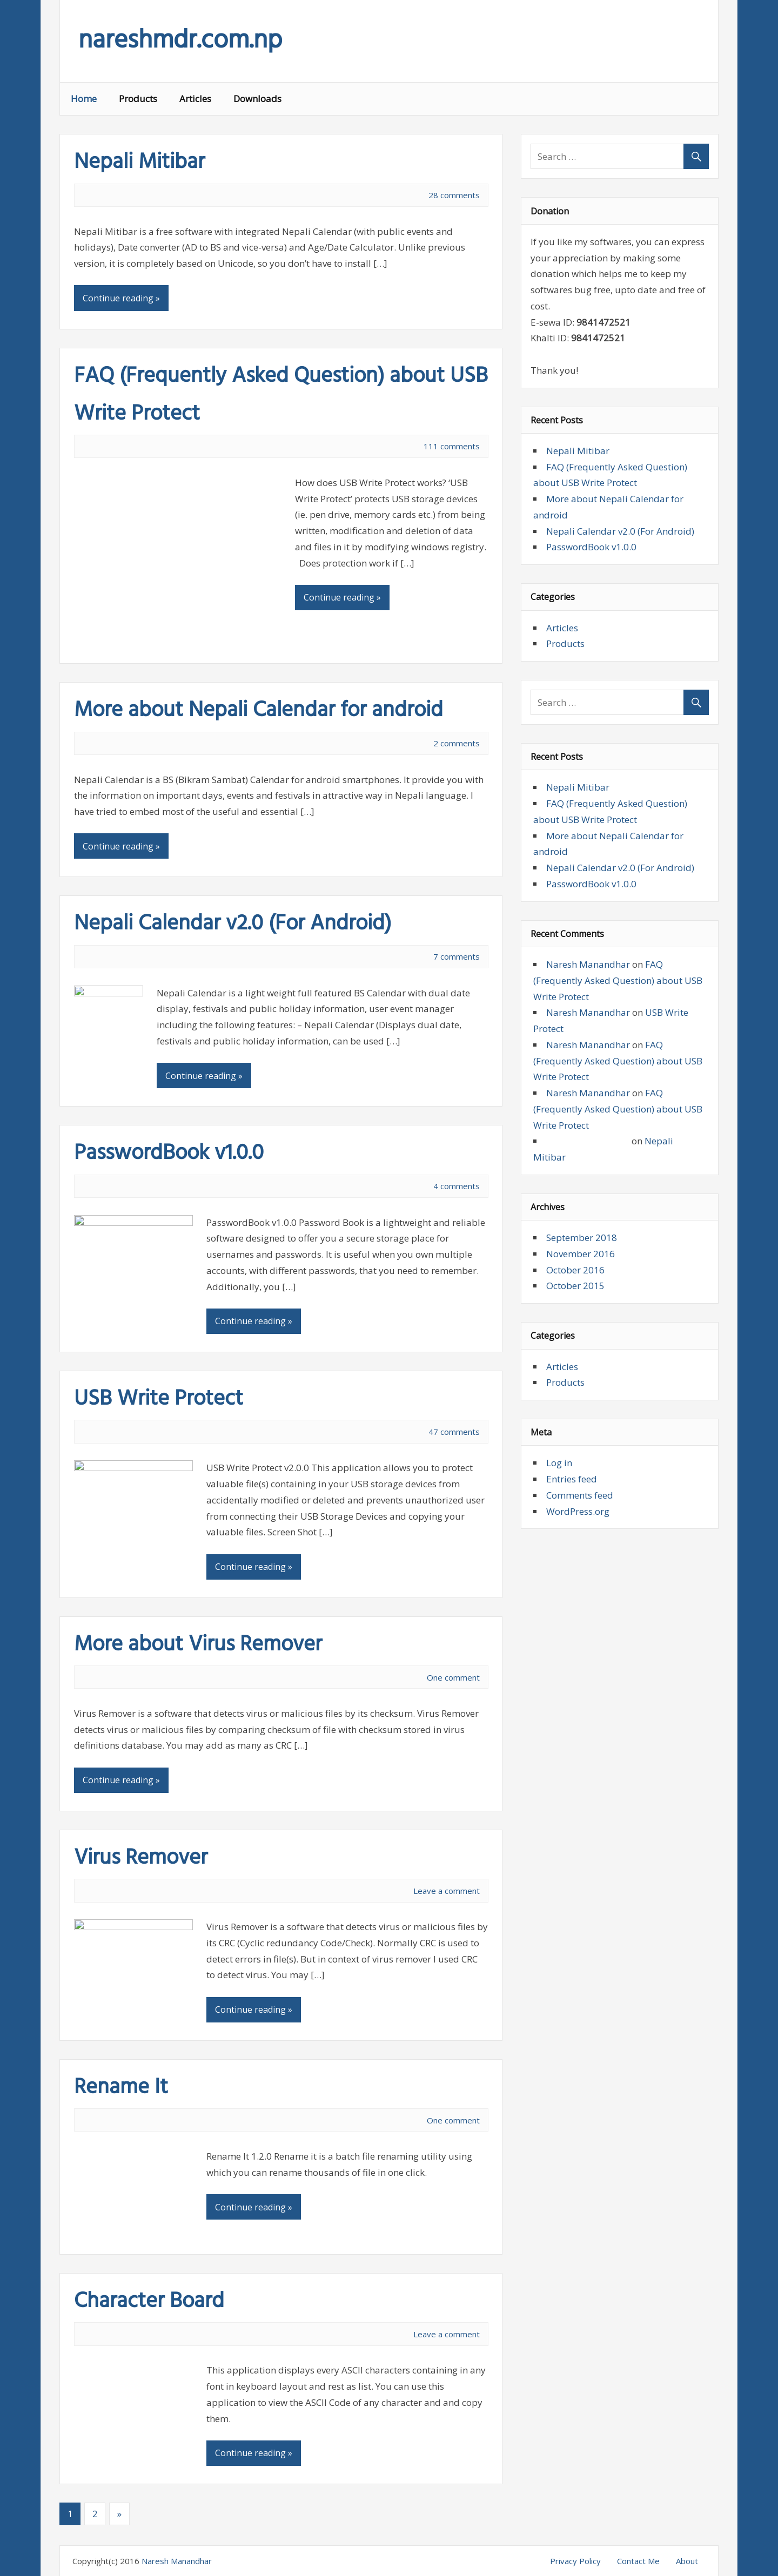 nareshmdr.com.np
Home Products Articles Downloads
Nepali Mitibar
28 comments
Nepali Mitibar is a free software with integrated Nepali Calendar (with public events and
holidays), Date converter (AD to BS and vice-versa) and Age/Date Calculator. Unlike previous
version, it is completely based on Unicode, so you don’t have to install […]
Continue reading »
FAQ (Frequently Asked Question) about USB
Write Protect
111 comments
How does USB Write Protect works? ‘USB
Write Protect’ protects USB storage devices
(ie. pen drive, memory cards etc.) from being
written, modification and deletion of data
and files in it by modifying windows registry.
Does protection work if […]
Continue reading »
More about Nepali Calendar for android
2 comments
Nepali Calendar is a BS (Bikram Sambat) Calendar for android smartphones. It provide you with
the information on important days, events and festivals in attractive way in Nepali language. I
have tried to embed most of the useful and essential […]
Continue reading »
Nepali Calendar v2.0 (For Android)
7 comments
Nepali Calendar is a light weight full featured BS Calendar with dual date
display, festivals and public holiday information, user event manager
including the following features: – Nepali Calendar (Displays dual date,
festivals and public holiday information, can be used […]
Continue reading »
PasswordBook v1.0.0
4 comments
PasswordBook v1.0.0 Password Book is a lightweight and reliable
software designed to offer you a secure storage place for
usernames and passwords. It is useful when you own multiple
accounts, with different passwords, that you need to remember.
Additionally, you […]
Continue reading »
USB Write Protect
47 comments
USB Write Protect v2.0.0 This application allows you to protect
valuable file(s) containing in your USB storage devices from
accidentally modified or deleted and prevents unauthorized user
from connecting their USB Storage Devices and copying your
valuable files. Screen Shot […]
Continue reading »
More about Virus Remover
One comment
Virus Remover is a software that detects virus or malicious files by its checksum. Virus Remover
detects virus or malicious files by comparing checksum of file with checksum stored in virus
definitions database. You may add as many as CRC […]
Continue reading »
Virus Remover
Leave a comment
Virus Remover is a software that detects virus or malicious files by
its CRC (Cyclic redundancy Code/Check). Normally CRC is used to
detect errors in file(s). But in context of virus remover I used CRC
to detect virus. You may […]
Continue reading »
Rename It
One comment
Rename It 1.2.0 Rename it is a batch file renaming utility using
which you can rename thousands of file in one click.
Continue reading »
Character Board
Leave a comment
This application displays every ASCII characters containing in any
font in keyboard layout and rest as list. You can use this
application to view the ASCII Code of any character and and copy
them.
Continue reading »
1 2 »
Search …
Donation
If you like my softwares, you can express
your appreciation by making some
donation which helps me to keep my
softwares bug free, upto date and free of
cost.
E-sewa ID: 9841472521
Khalti ID: 9841472521
Thank you!
Recent Posts
Nepali Mitibar
FAQ (Frequently Asked Question)
about USB Write Protect
More about Nepali Calendar for
android
Nepali Calendar v2.0 (For Android)
PasswordBook v1.0.0
Categories
Articles
Products
Search …
Recent Posts
Nepali Mitibar
FAQ (Frequently Asked Question)
about USB Write Protect
More about Nepali Calendar for
android
Nepali Calendar v2.0 (For Android)
PasswordBook v1.0.0
Recent Comments
Naresh Manandhar on FAQ
(Frequently Asked Question) about USB
Write Protect
Naresh Manandhar on USB Write
Protect
Naresh Manandhar on FAQ
(Frequently Asked Question) about USB
Write Protect
Naresh Manandhar on FAQ
(Frequently Asked Question) about USB
Write Protect
on Nepali
Mitibar
Archives
September 2018
November 2016
October 2016
October 2015
Categories
Articles
Products
Meta
Log in
Entries feed
Comments feed
WordPress.org
Copyright(c) 2016 Naresh Manandhar
Privacy Policy Contact Me About